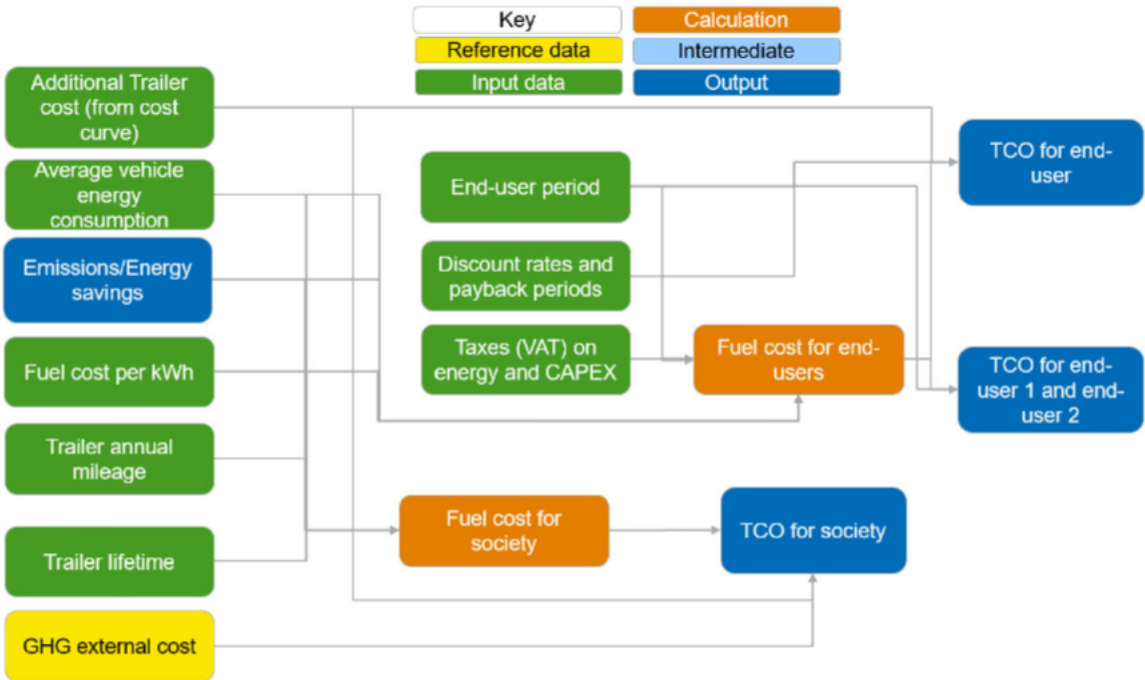 Key
Calculation
Reference data
Intermediate
Input data
Output
Additional Trailer
cost (from cost
curve)
Average vehicle
energy
consumption
Emissions/Energy
savings
Fuel cost per kWh
Trailer annual
mileage
Trailer lifetime
GHG external cost
End-user period
Discount rates and
payback periods
Taxes (VAT) on
energy and CAPEX
Fuel cost for end-
users
Fuel cost for
society
TCO for society
TCO for end-
user
TCO for end-
user 1 and end-
user 2